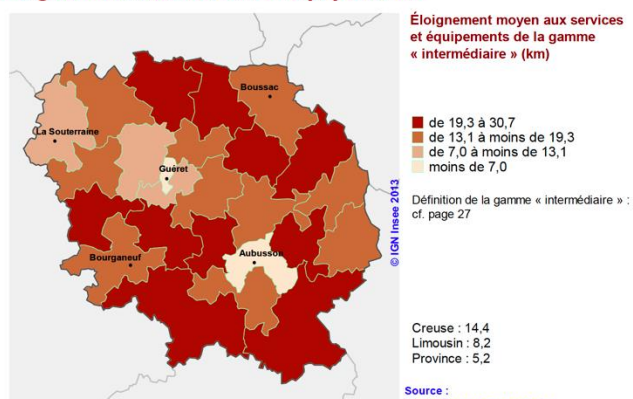 Éloignement moyen aux services
et équipements de la gamme
« intermédiaire » (km)
de 19,3 à 30,7
de 13,1 à moins de 19,3
de 7,0 à moins de 13,1
moins de 7,0
Définition de la gamme « intermédiaire » :
cf. page 27
Boussac
La Souterraine
Guéret
Bourganeuf
Aubusson
© IGN Insee 2013
Creuse : 14,4
Limousin : 8,2
Province : 5,2
Source :